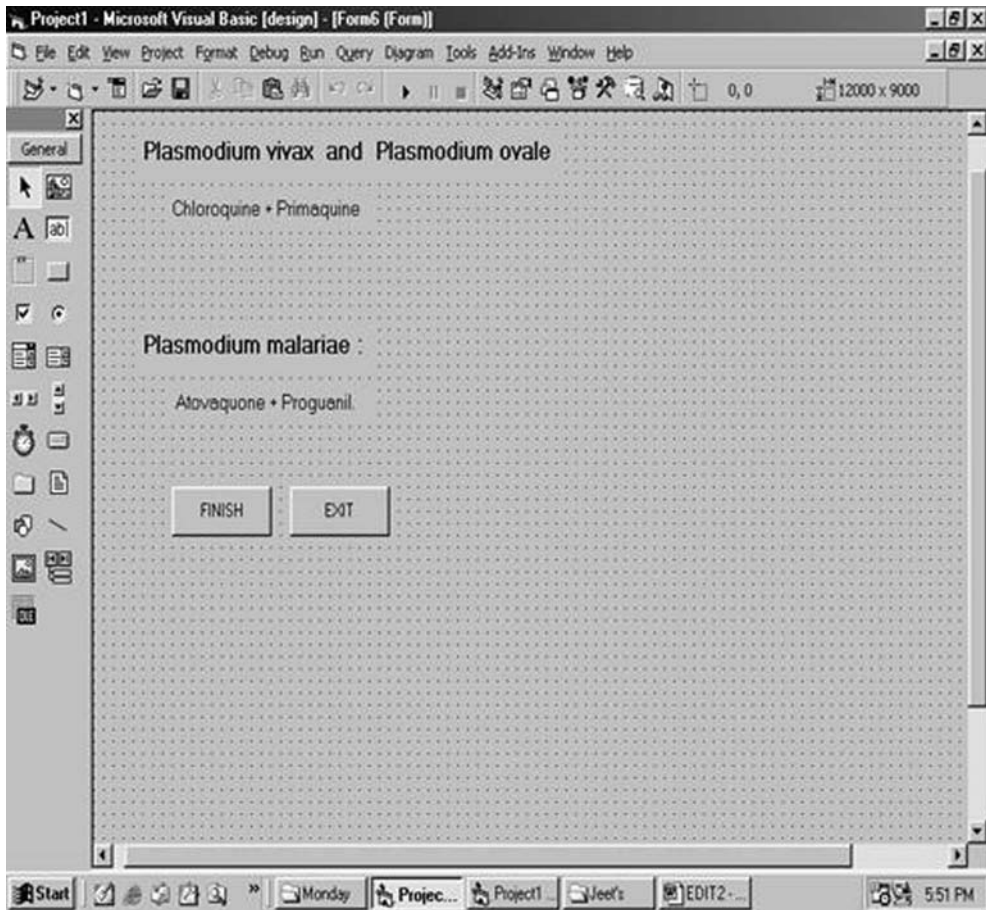 Project1 - Microsoft Visual Basic [design] - [Form6 (Form)]
File Edit View Project Format Debug Run Query Diagram Tools Add-Ins Window Help
0, 0 12000 x 9000
General
Plasmodium vivax and Plasmodium ovale
A ab|
Chloroquine + Primaquine
Plasmodium malariae :
Atovaquone + Proguanil.
FINISH EXIT
OLE
Start » Monday Projec... Project1 ... Jeet's EDIT2 -... 5:51 PM